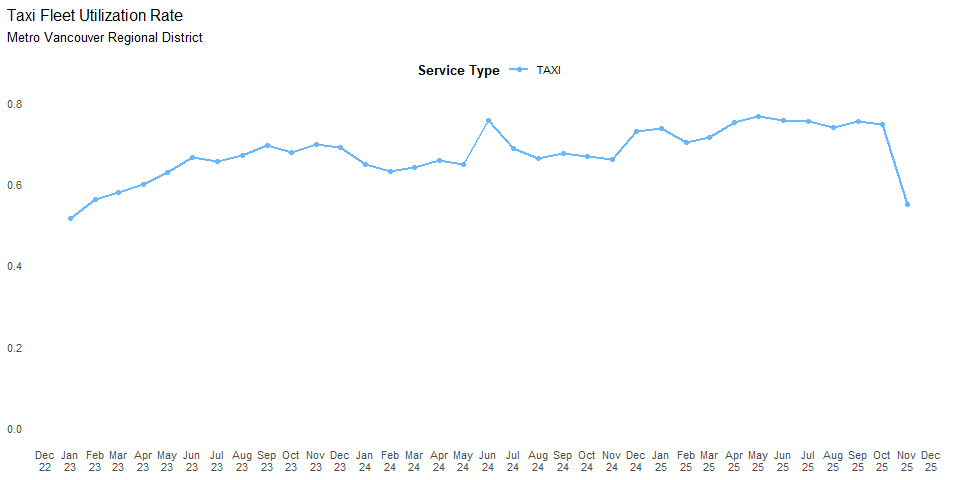 Taxi Fleet Utilization Rate
Metro Vancouver Regional District
Service Type TAXI
0.8
0.6
0.4
0.2
0.0
Dec Jan Feb Mar Apr May Jun Jul Aug Sep Oct Nov Dec Jan Feb Mar Apr May Jun Jul Aug Sep Oct Nov Dec Jan Feb Mar Apr May Jun Jul Aug Sep Oct Nov Dec
22 23 23 23 23 23 23 23 23 23 23 23 23 24 24 24 24 24 24 24 24 24 24 24 24 25 25 25 25 25 25 25 25 25 25 25 25